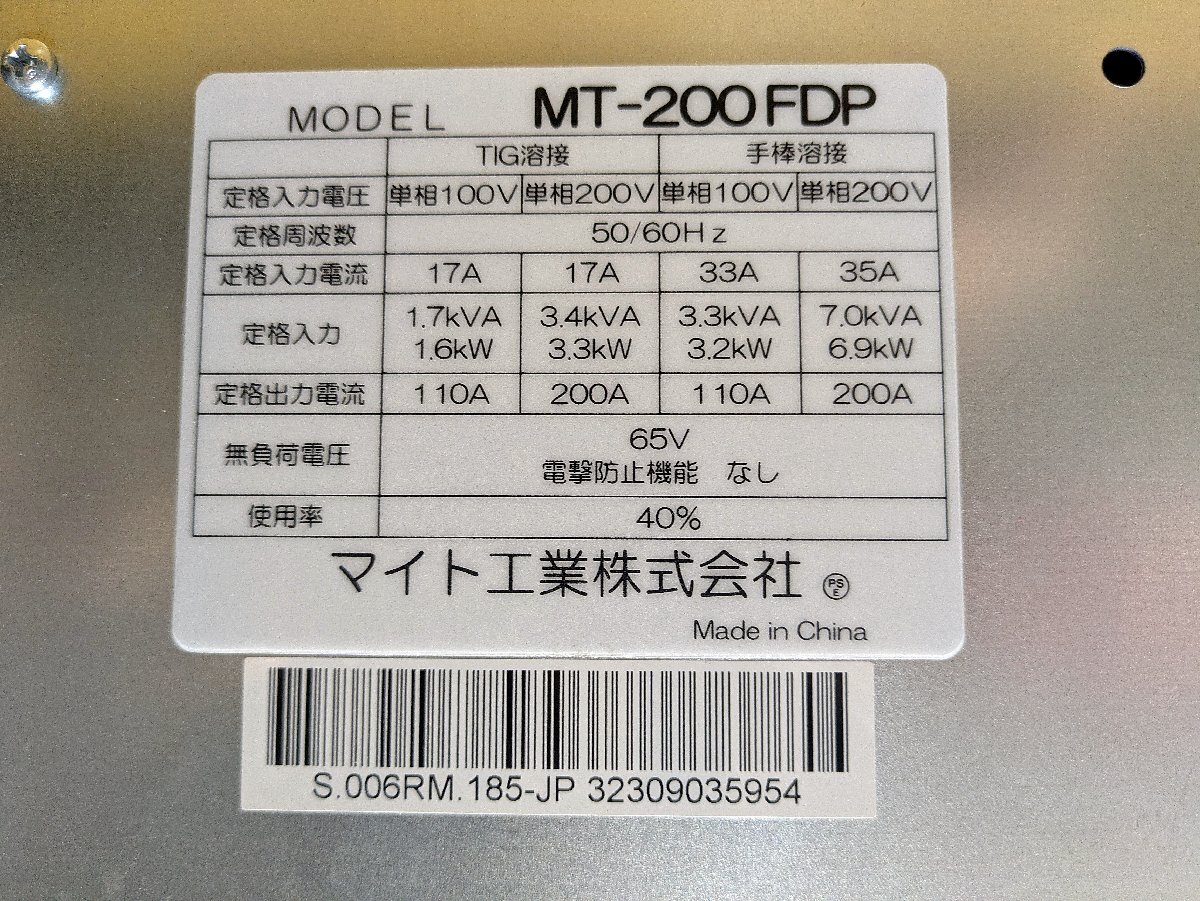 MODEL MT-200FDP
TIG溶接 手棒溶接
定格入力電圧 単相100V 単相200V 単相100V 単相200V
定格周波数 50/60Hz
定格入力電流 17A 17A 33A 35A
定格入力 1.7kVA 3.4kVA 3.3kVA 7.0kVA
1.6kW 3.3kW 3.2kW 6.9kW
定格出力電流 110A 200A 110A 200A
無負荷電圧 65V
電撃防止機能 なし
使用率 40%
マイト工業株式会社 PS E
Made in China
S.006RM.185-JP 32309035954